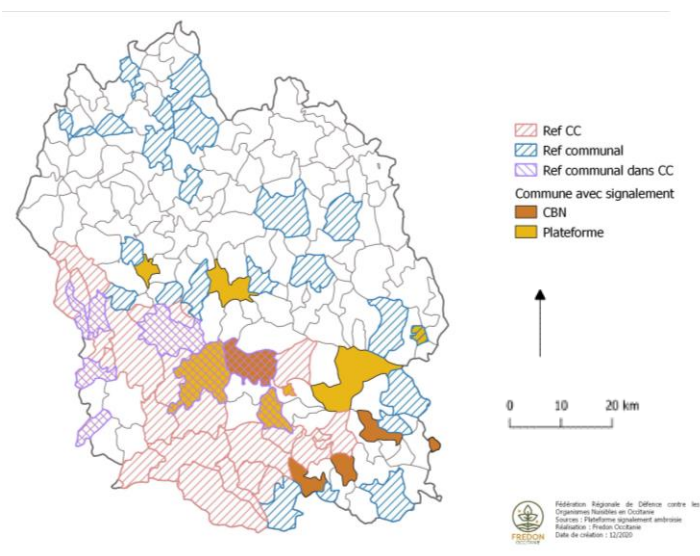 Ref CC
Ref communal
Ref communal dans CC
Commune avec signalement
CBN
Plateforme
0 10 20 km
FREDON
OCCITANIE
Fédération Régionale de Défence contre les
Organismes Nuisibles en Occitanie
Sources : Plateforme signalement ambroisie
Réalisation : Fredon Occitanie
Date de création : 12/2020